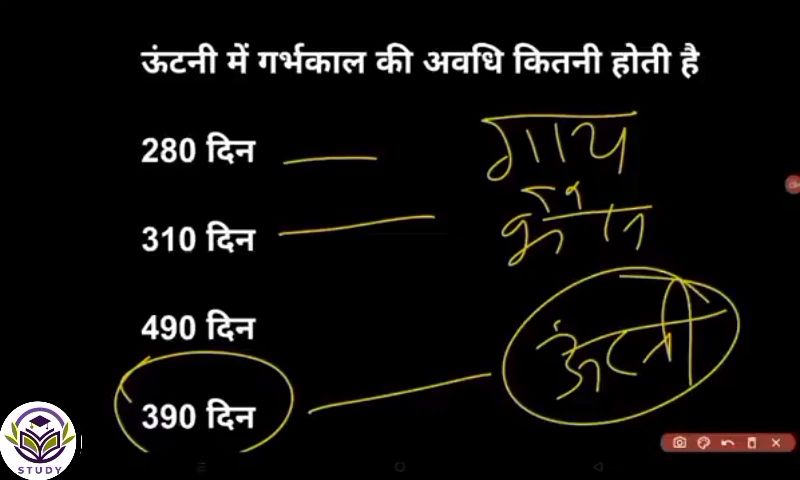 ऊंटनी में गर्भकाल की अवधि कितनी होती है
280 दिन
गाय
310 दिन
490 दिन
ऊंटनी
390 दिन
STUDY